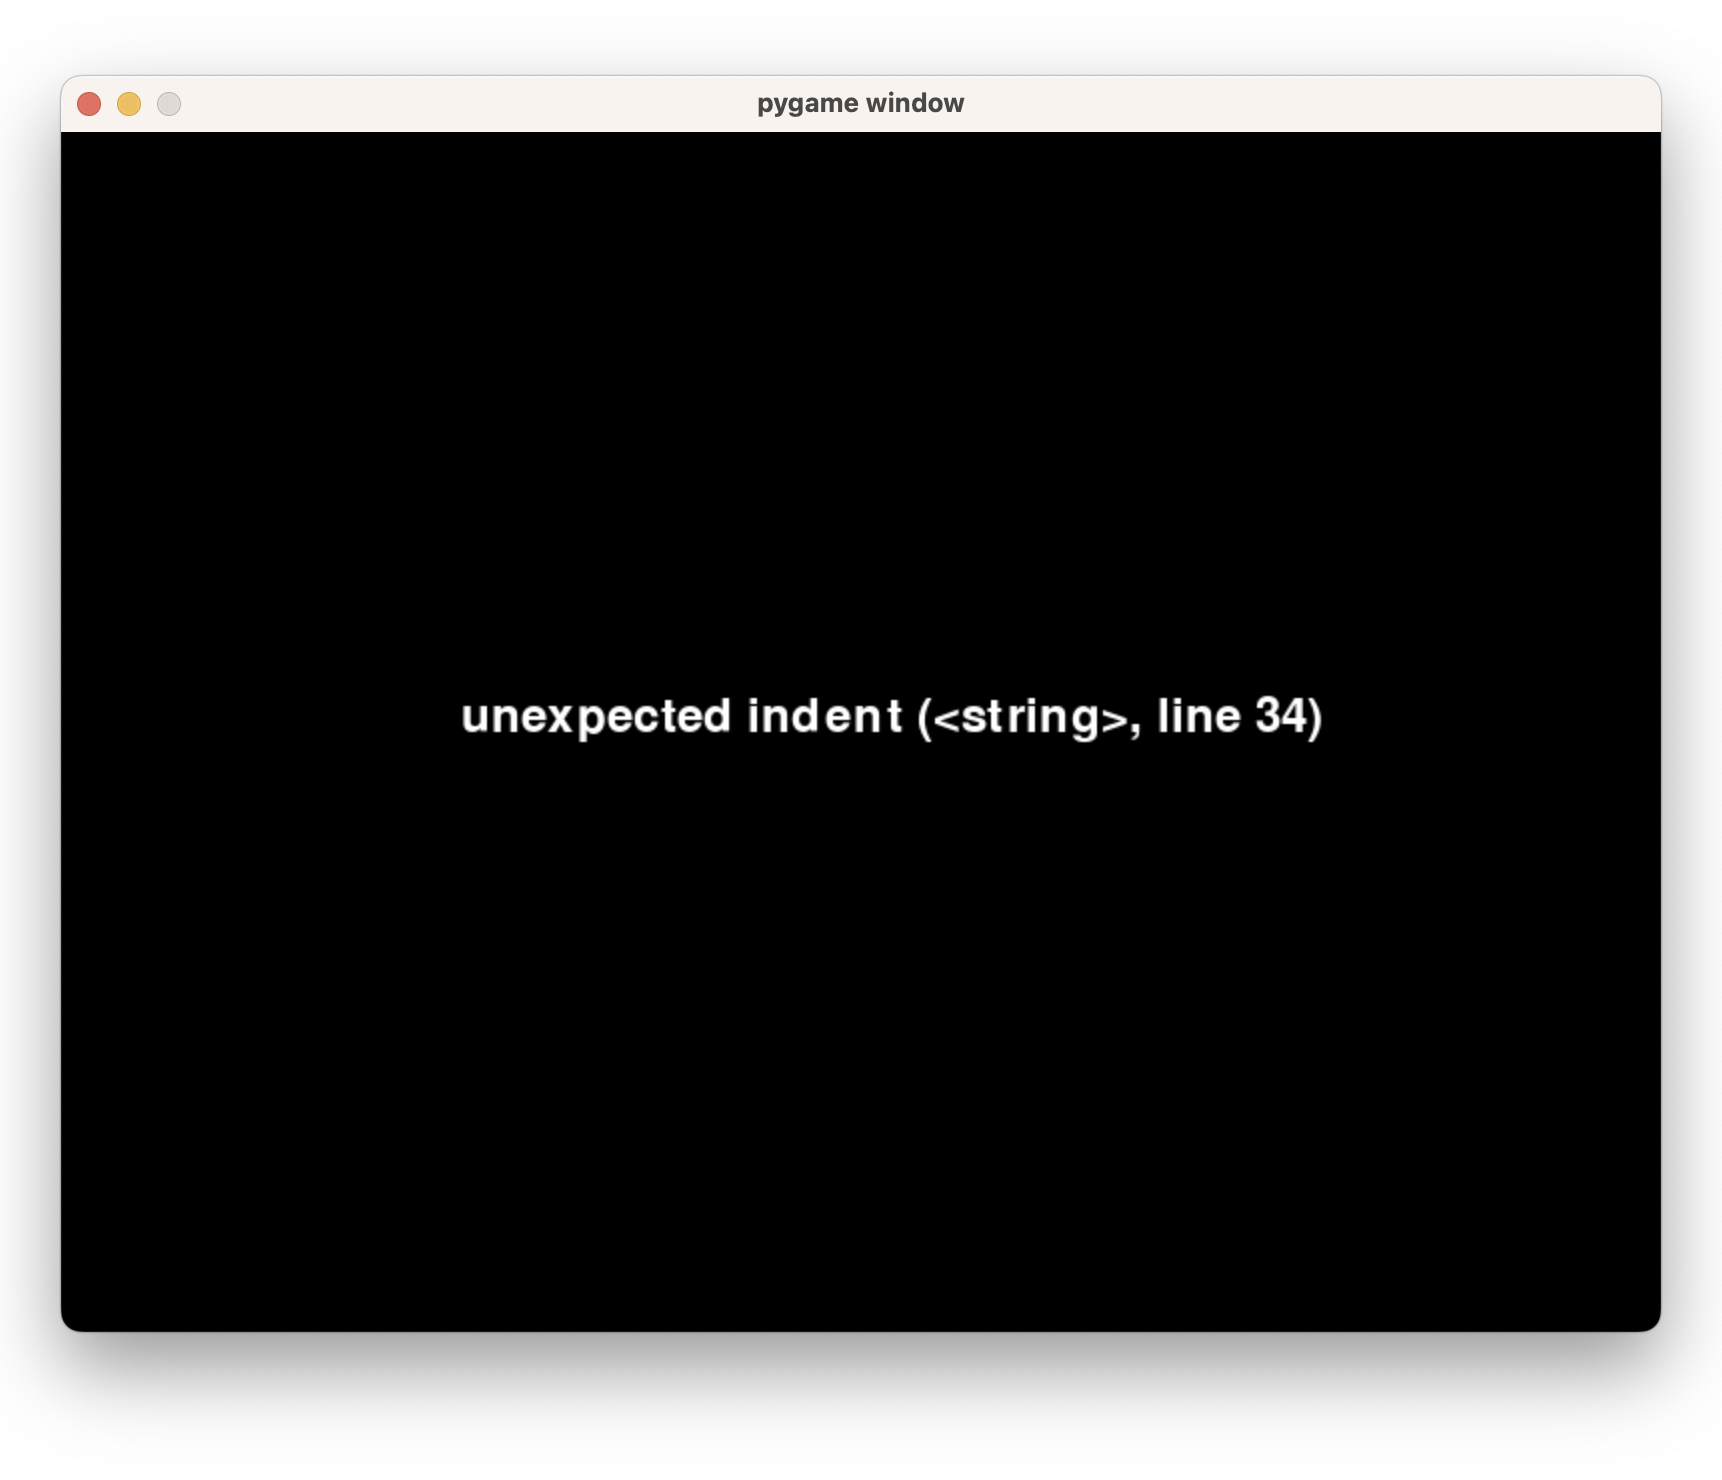 pygame window
unexpected indent (<string>, line 34)